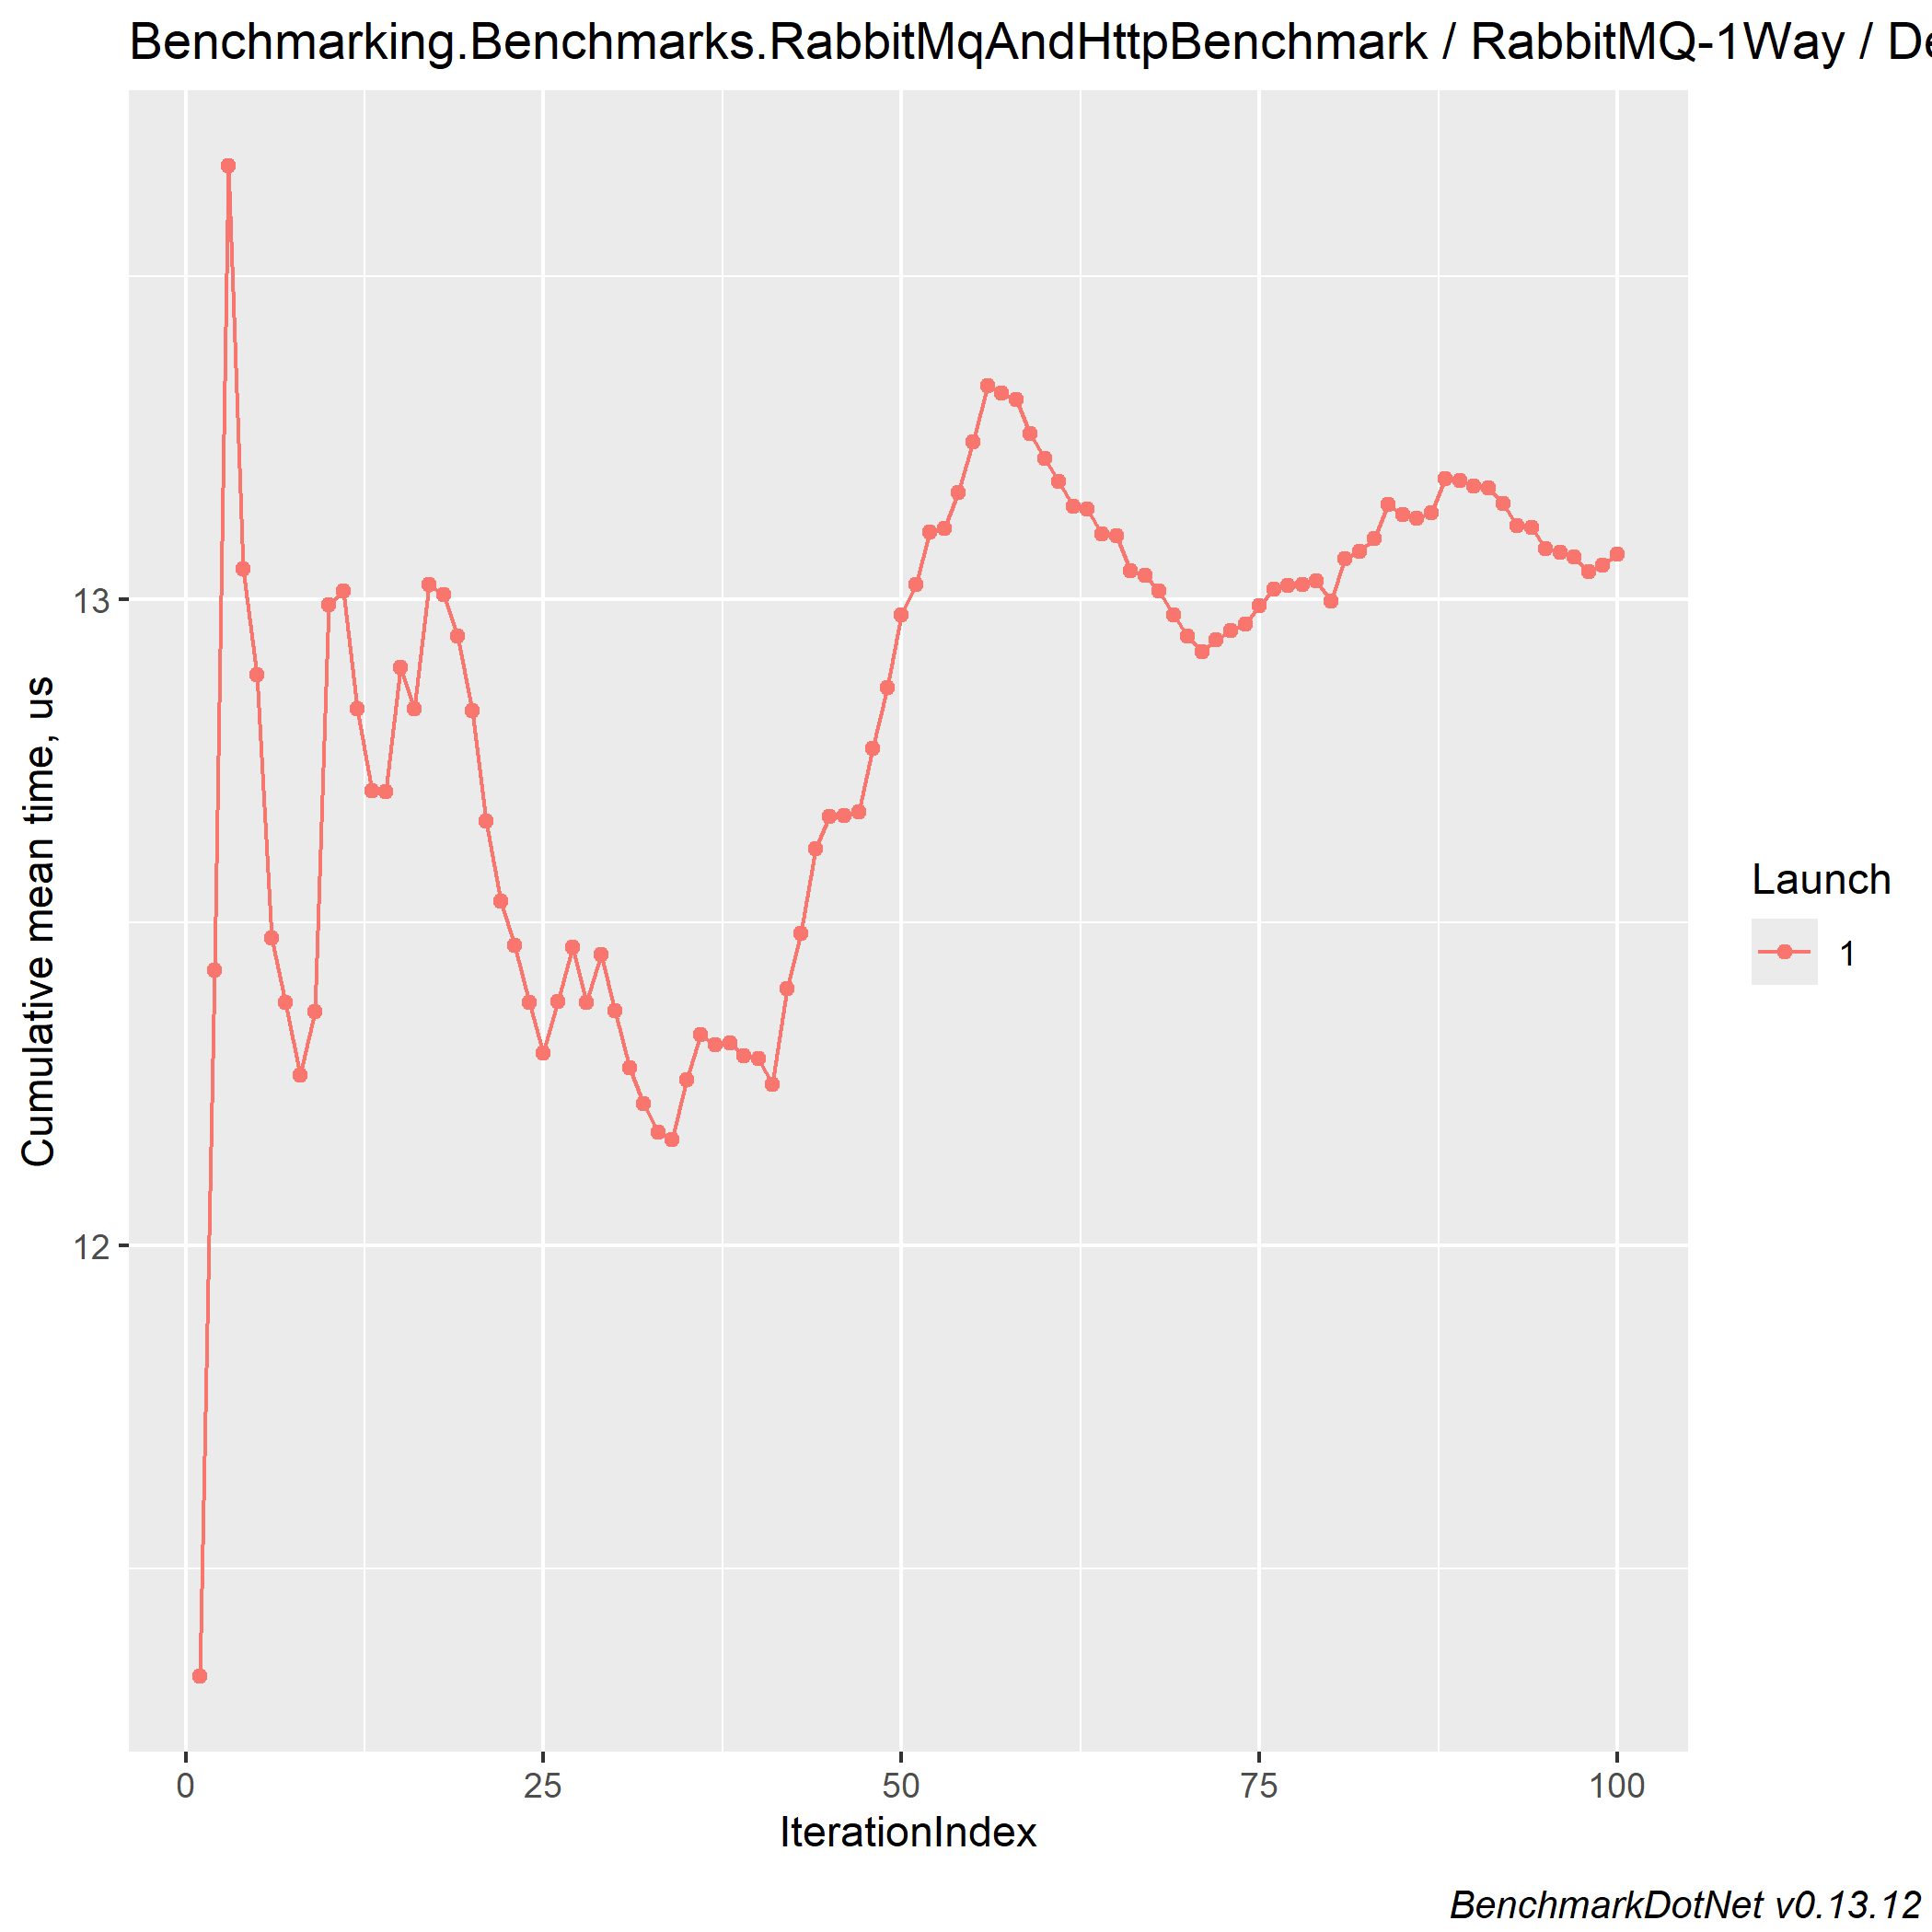 Benchmarking.Benchmarks.RabbitMqAndHttpBenchmark / RabbitMQ-1Way /
Cumulative mean time, us
13
12
0 25 50 75 100
IterationIndex
Launch
1
BenchmarkDotNet v0.13.12